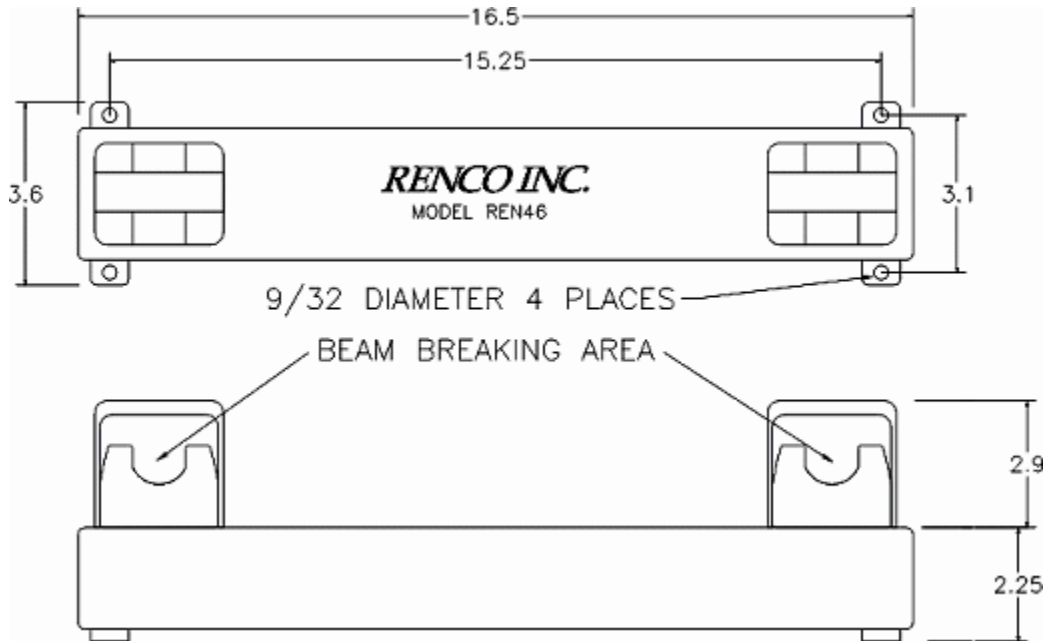 16.5
15.25
3.6
RENCO INC.
3.1
MODEL REN46
9/32 DIAMETER 4 PLACES
BEAM BREAKING AREA
2.9
2.25